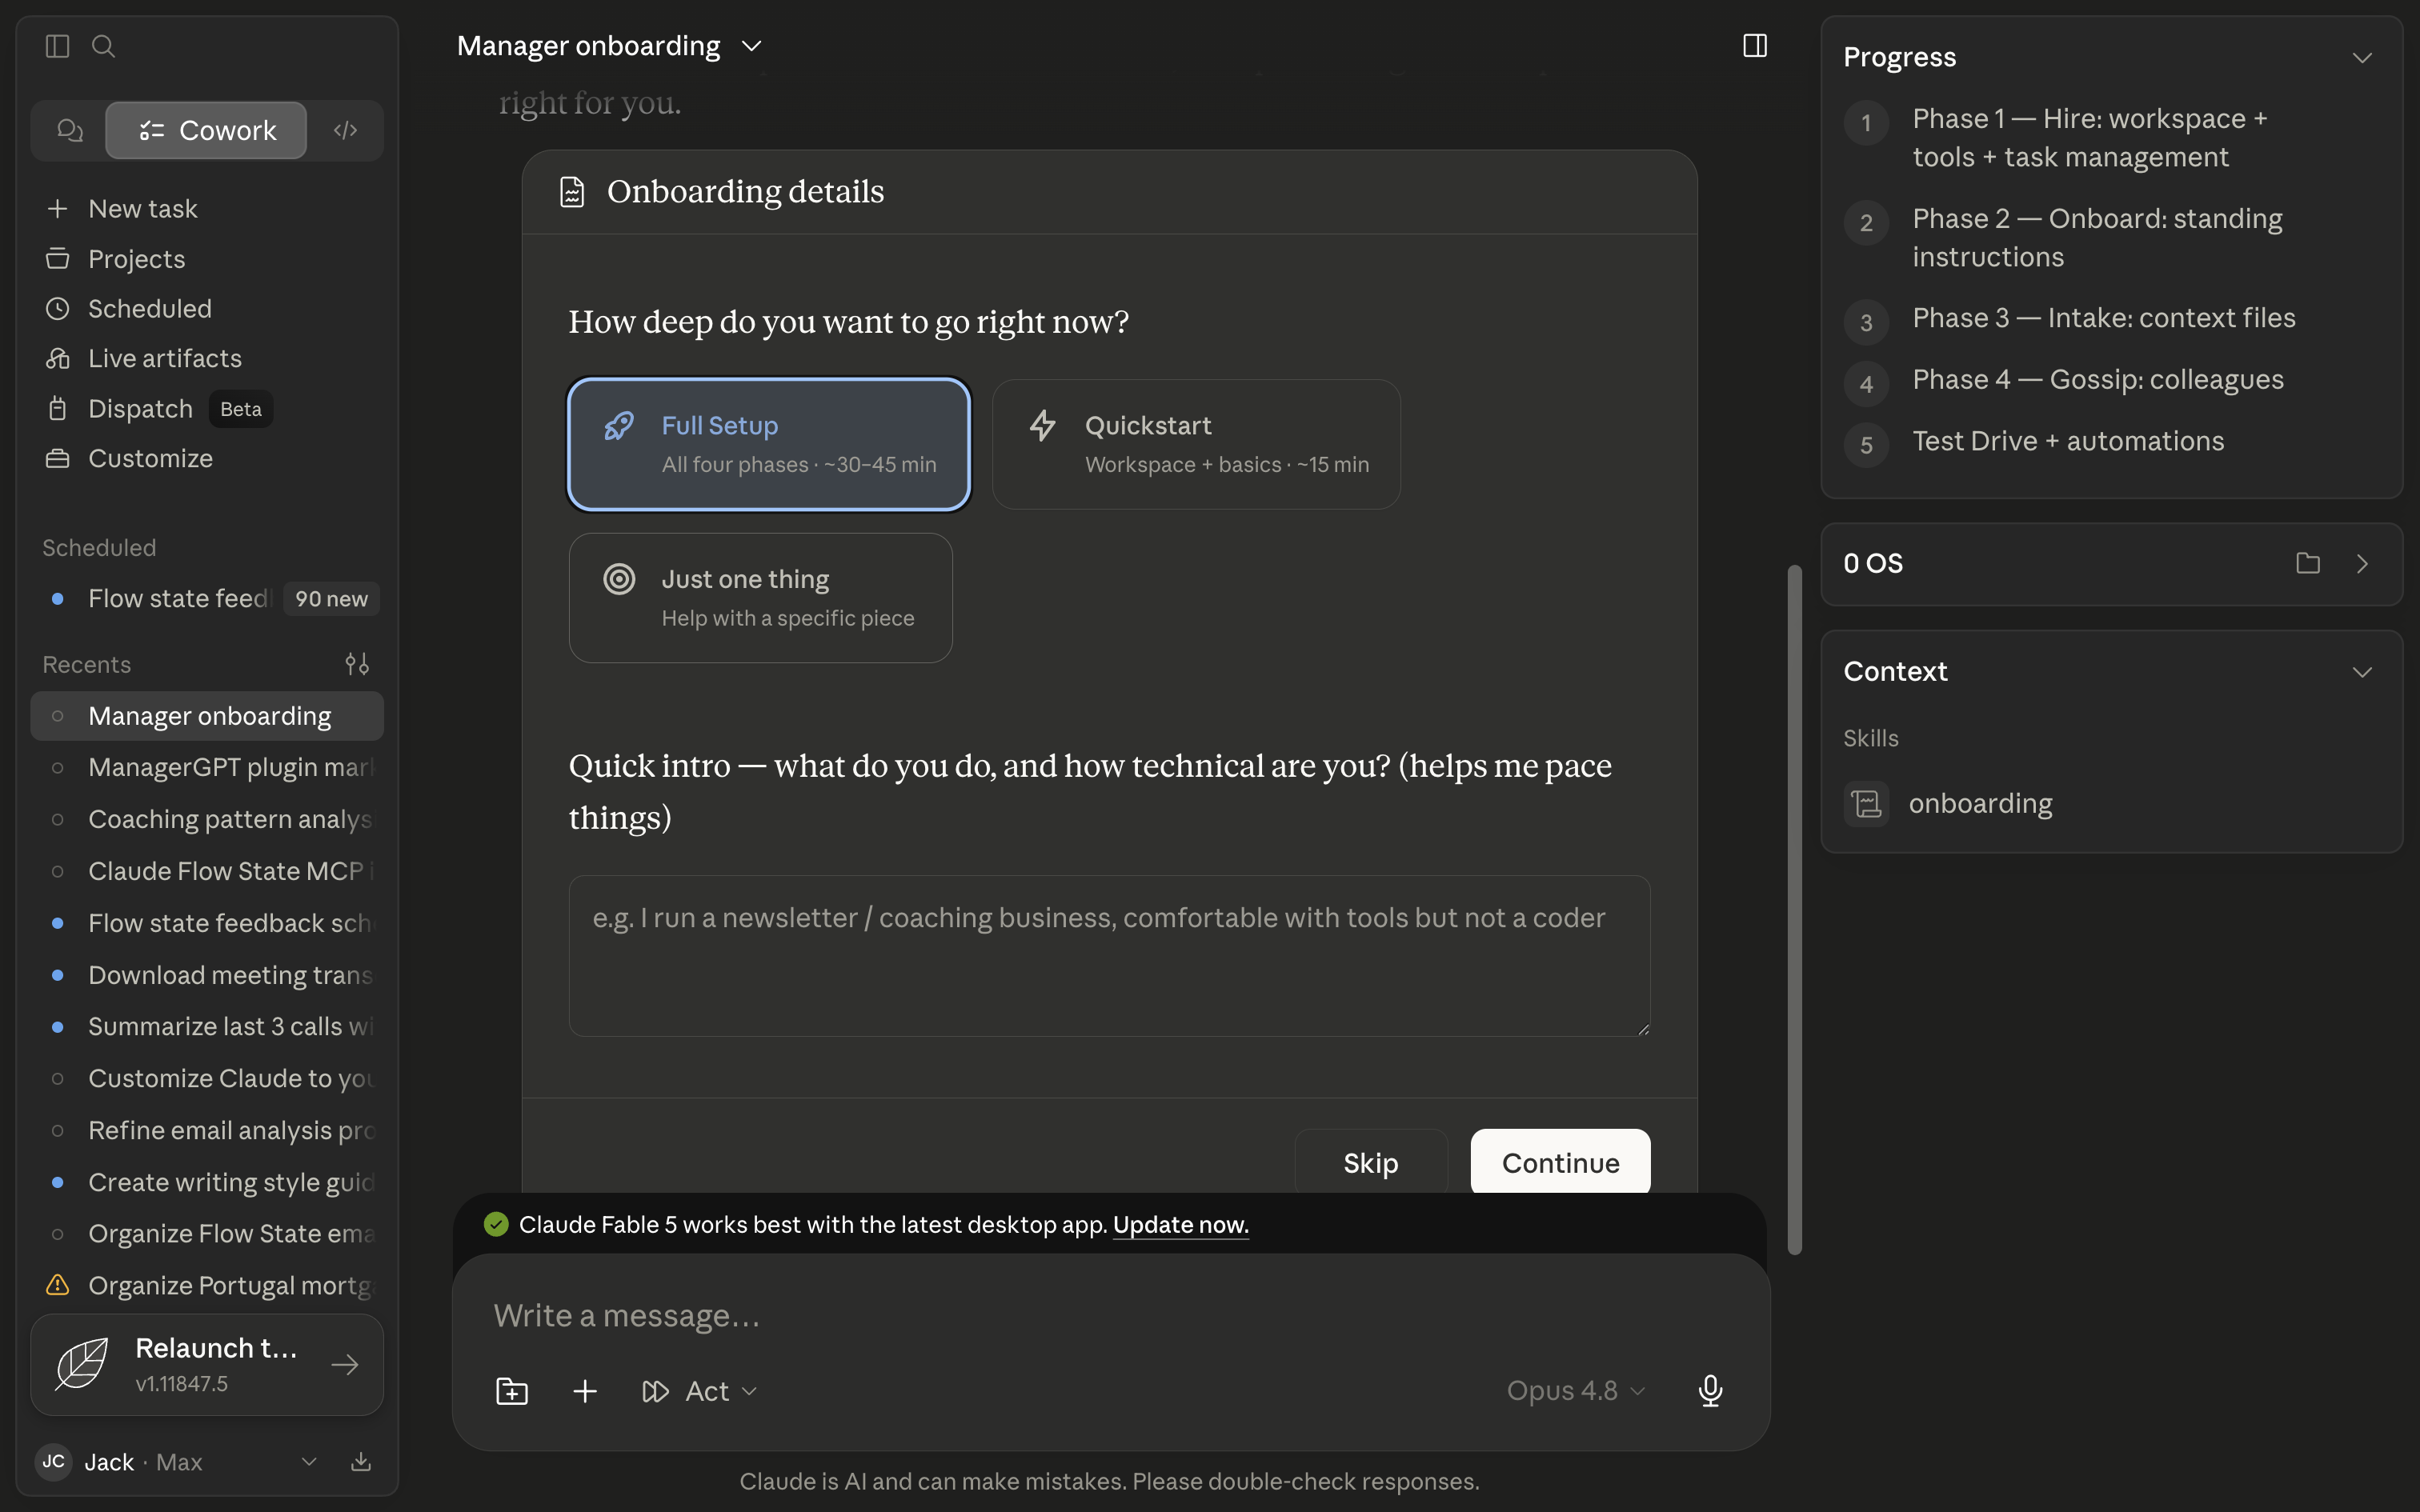 Cowork
New task
Projects
Scheduled
Live artifacts
Dispatch Beta
Customize
Scheduled
Flow state feed 90 new
Recents
Manager onboarding
ManagerGPT plugin mar
Coaching pattern analys
Claude Flow State MCP i
Flow state feedback sch
Download meeting trans
Summarize last 3 calls wi
Customize Claude to you
Refine email analysis pro
Create writing style guid
Organize Flow State ema
Organize Portugal mortg
Relaunch t...
v1.11847.5
JC Jack · Max
Manager onboarding
right for you.
Onboarding details
How deep do you want to go right now?
Full Setup
All four phases · ~30–45 min
Quickstart
Workspace + basics · ~15 min
Just one thing
Help with a specific piece
Quick intro — what do you do, and how technical are you? (helps me pace
things)
e.g. I run a newsletter / coaching business, comfortable with tools but not a coder
Skip
Continue
Claude Fable 5 works best with the latest desktop app. Update now.
Write a message...
Act
Opus 4.8
Claude is AI and can make mistakes. Please double-check responses.
Progress
1 Phase 1 — Hire: workspace +
tools + task management
2 Phase 2 — Onboard: standing
instructions
3 Phase 3 — Intake: context files
4 Phase 4 — Gossip: colleagues
5 Test Drive + automations
0 OS
Context
Skills
onboarding